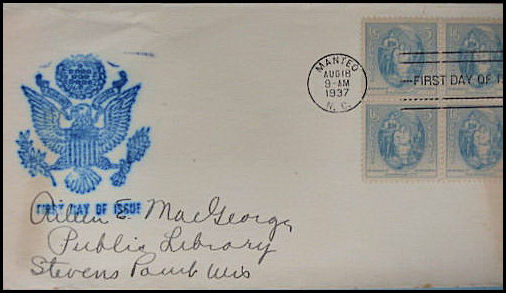 MANTEO
AUG 18
9-AM
1937
N. C.
FIRST DAY OF
FIRST DAY OF ISSUE
Aileen E. MacGeorge
Public Library
Stevens Point Wis